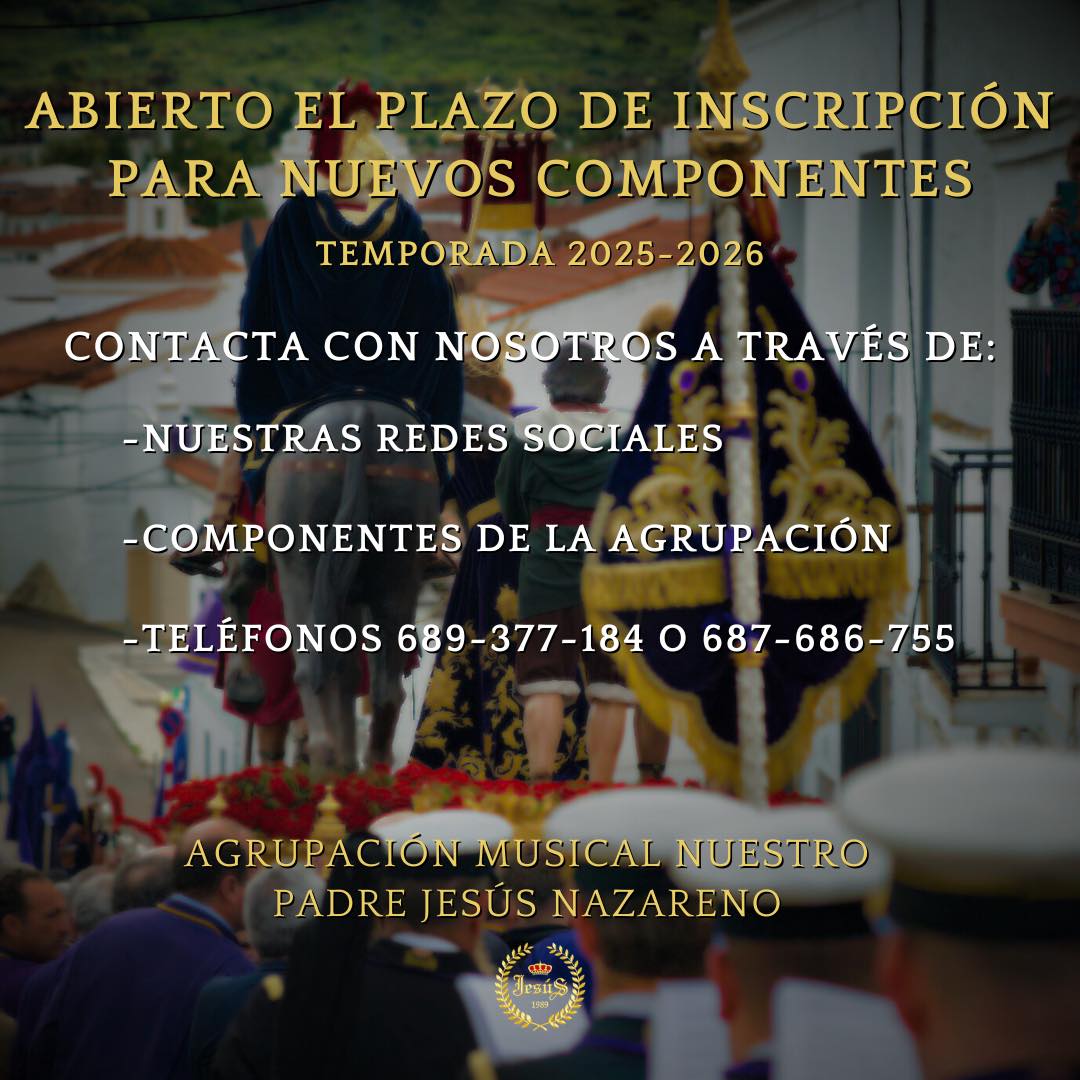 ABIERTO EL PLAZO DE INSCRIPCIÓN
PARA NUEVOS COMPONENTES
TEMPORADA 2025-2026
CONTACTA CON NOSOTROS A TRAVÉS DE:
-NUESTRAS REDES SOCIALES
-COMPONENTES DE LA AGRUPACIÓN
-TELÉFONOS 689-377-184 O 687-686-755
AGRUPACIÓN MUSICAL NUESTRO
PADRE JESÚS NAZARENO
Jesús
1989